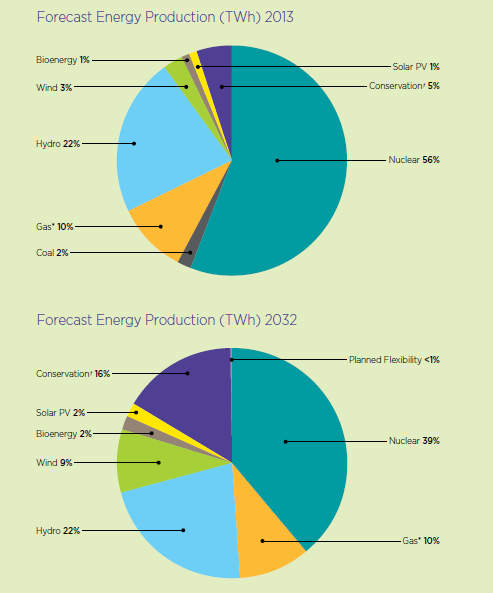 Forecast Energy Production (TWh) 2013
Bioenergy 1%
Solar PV 1%
Wind 3%
Conservation† 5%
Hydro 22%
Nuclear 56%
Gas* 10%
Coal 2%
Forecast Energy Production (TWh) 2032
Planned Flexibility <1%
Conservation† 16%
Solar PV 2%
Bioenergy 2%
Nuclear 39%
Wind 9%
Hydro 22%
Gas* 10%